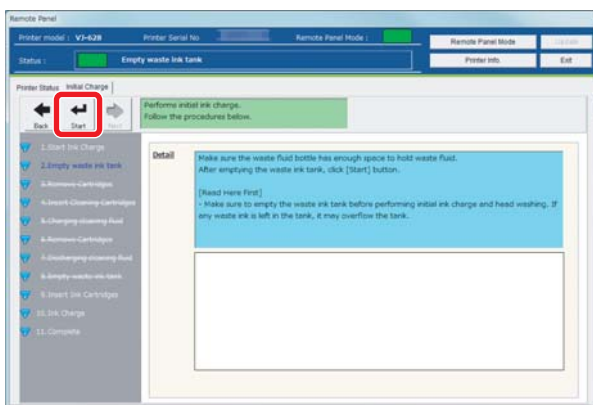 Remote Panel
Printer model : VJ-628 Printer Serial No Remote Panel Mode :
Remote Panel Mode Update
Status : Empty waste ink tank
Printer Info. Exit
Printer Status Initial Charge
Back Start Next
Performs initial ink charge.
Follow the procedures below.
1.Start Ink Charge
2.Empty waste ink tank
3.Remove Cartridges
4.Insert Cleaning Cartridges
5.Charging cleaning fluid
6.Remove Cartridges
7.Discharging cleaning fluid
8.Empty waste ink tank
9.Insert Ink Cartridges
10.Ink Charge
11.Complete
Detail
Make sure the waste fluid bottle has enough space to hold waste fluid.
After emptying the waste ink tank, click [Start] button.
[Read Here First]
- Make sure to empty the waste ink tank before performing initial ink charge and head washing. If
any waste ink is left in the tank, it may overflow the tank.